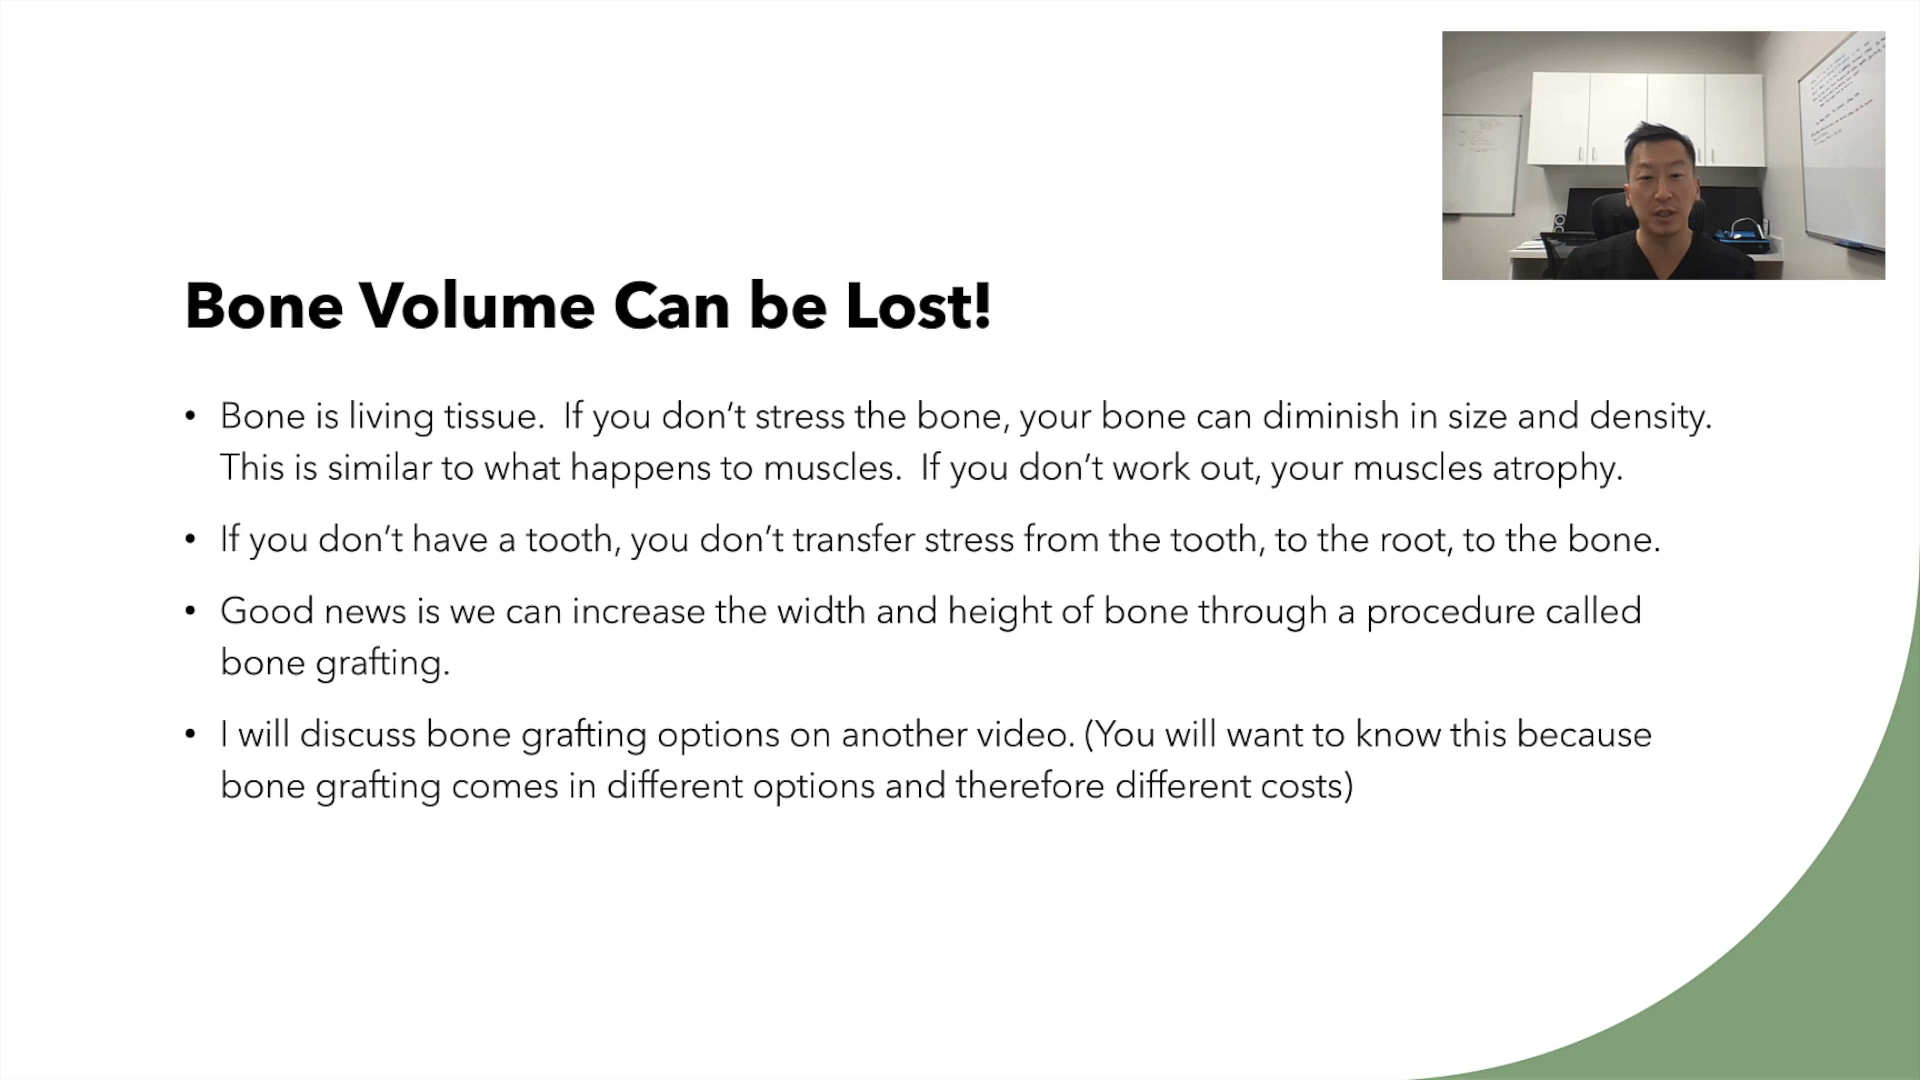 Bone Volume Can be Lost!
• Bone is living tissue.  If you don’t stress the bone, your bone can diminish in size and density.
This is similar to what happens to muscles.  If you don’t work out, your muscles atrophy.
• If you don’t have a tooth, you don’t transfer stress from the tooth, to the root, to the bone.
• Good news is we can increase the width and height of bone through a procedure called
bone grafting.
• I will discuss bone grafting options on another video. (You will want to know this because
bone grafting comes in different options and therefore different costs)